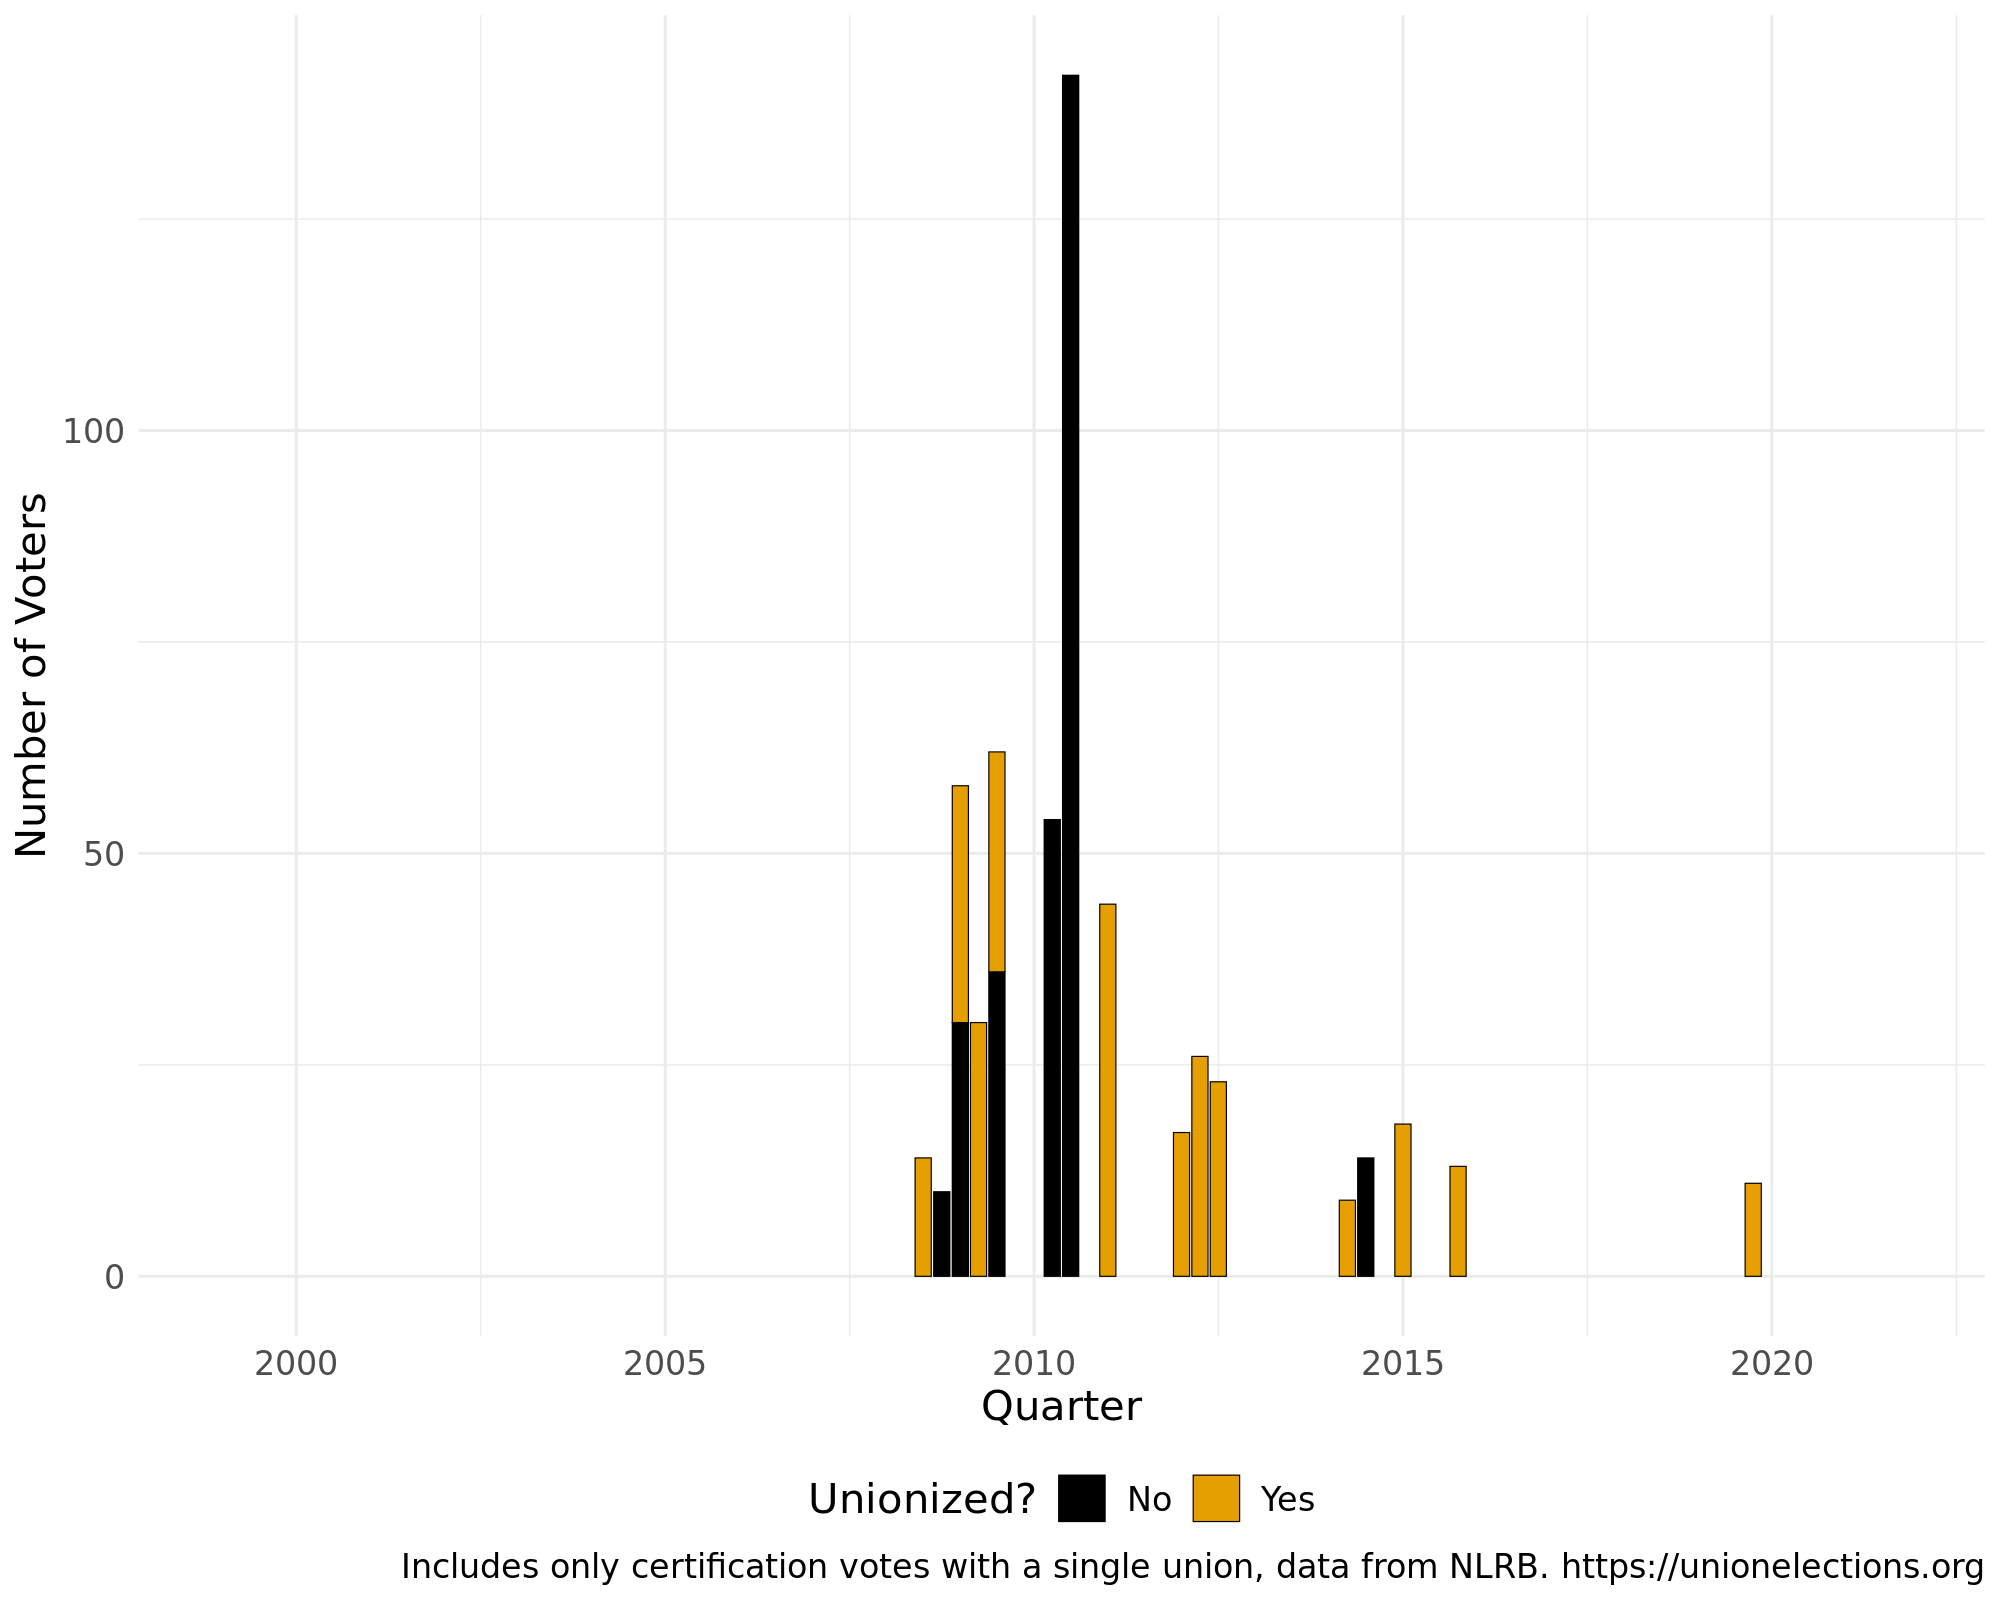 100
50
0
Number of Voters
2000 2005 2010 2015 2020
Quarter
Unionized? No Yes
Includes only certification votes with a single union, data from NLRB. https://unionelections.org